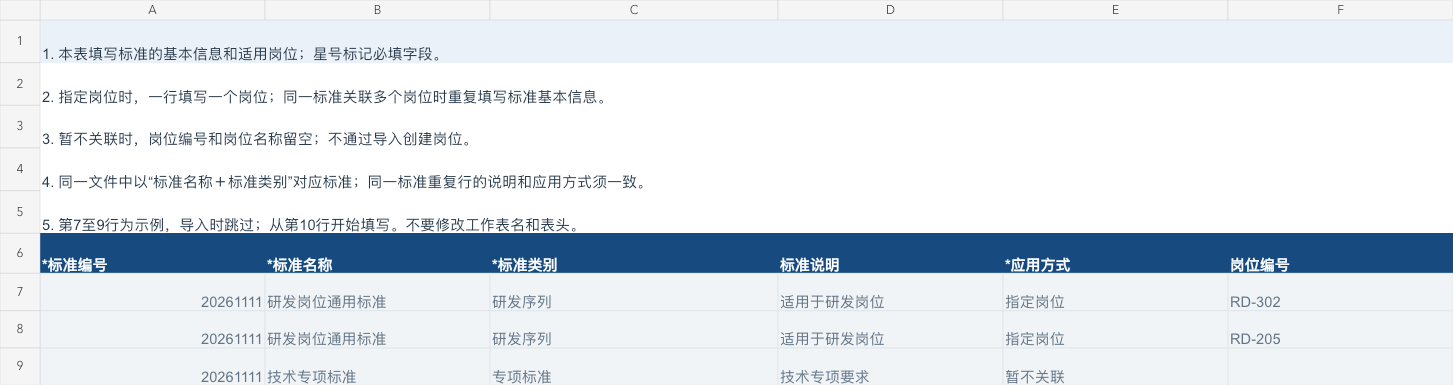 A B C D E F
1 1. 本表填写标准的基本信息和适用岗位；星号标记必填字段。
2 2. 指定岗位时，一行填写一个岗位；同一标准关联多个岗位时重复填写标准基本信息。
3 3. 暂不关联时，岗位编号和岗位名称留空；不通过导入创建岗位。
4 4. 同一文件中以“标准名称＋标准类别”对应标准；同一标准重复行的说明和应用方式须一致。
5 5. 第7至9行为示例，导入时跳过；从第10行开始填写。不要修改工作表名和表头。
6 *标准编号 *标准名称 *标准类别 标准说明 *应用方式 岗位编号
7 20261111 研发岗位通用标准 研发序列 适用于研发岗位 指定岗位 RD-302
8 20261111 研发岗位通用标准 研发序列 适用于研发岗位 指定岗位 RD-205
9 20261111 技术专项标准 专项标准 技术专项要求 暂不关联